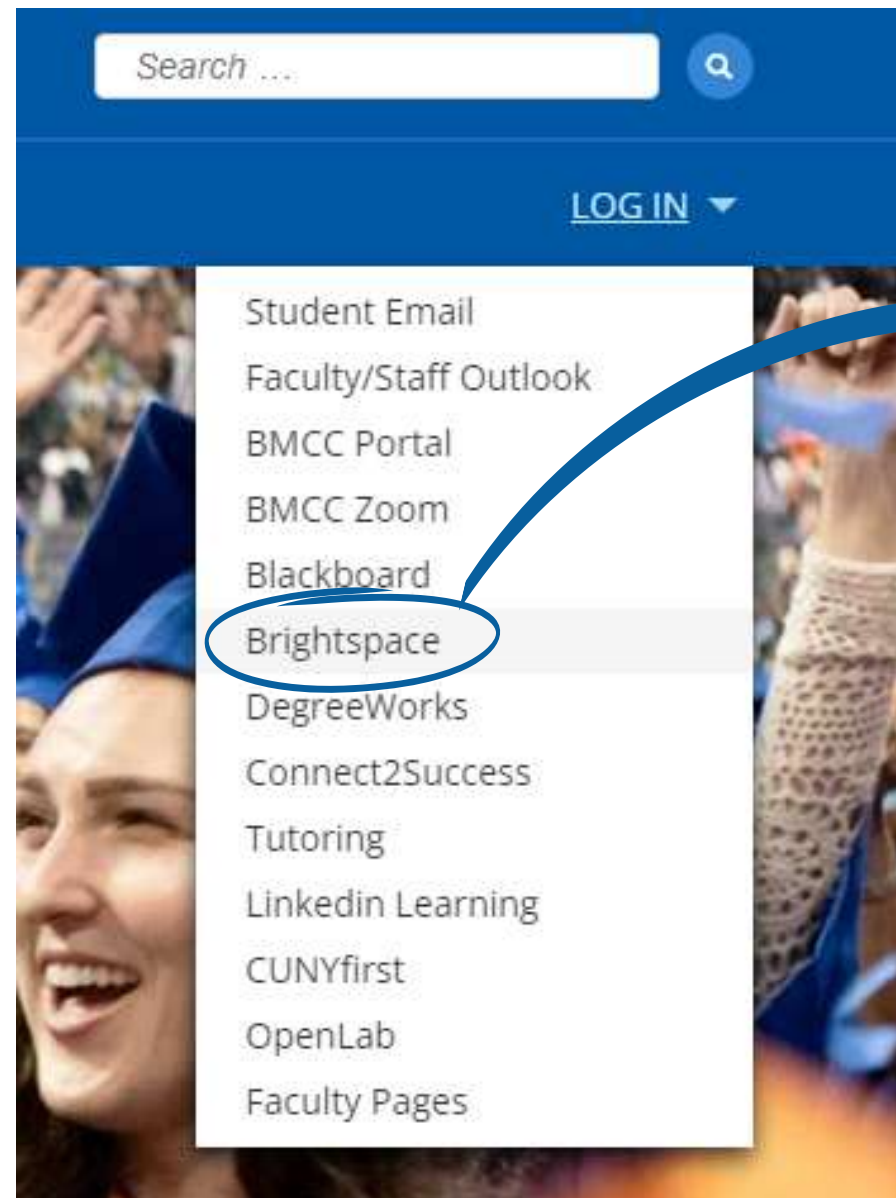 Search ...
LOG IN
Student Email
Faculty/Staff Outlook
BMCC Portal
BMCC Zoom
Blackboard
Brightspace
DegreeWorks
Connect2Success
Tutoring
Linkedin Learning
CUNYfirst
OpenLab
Faculty Pages